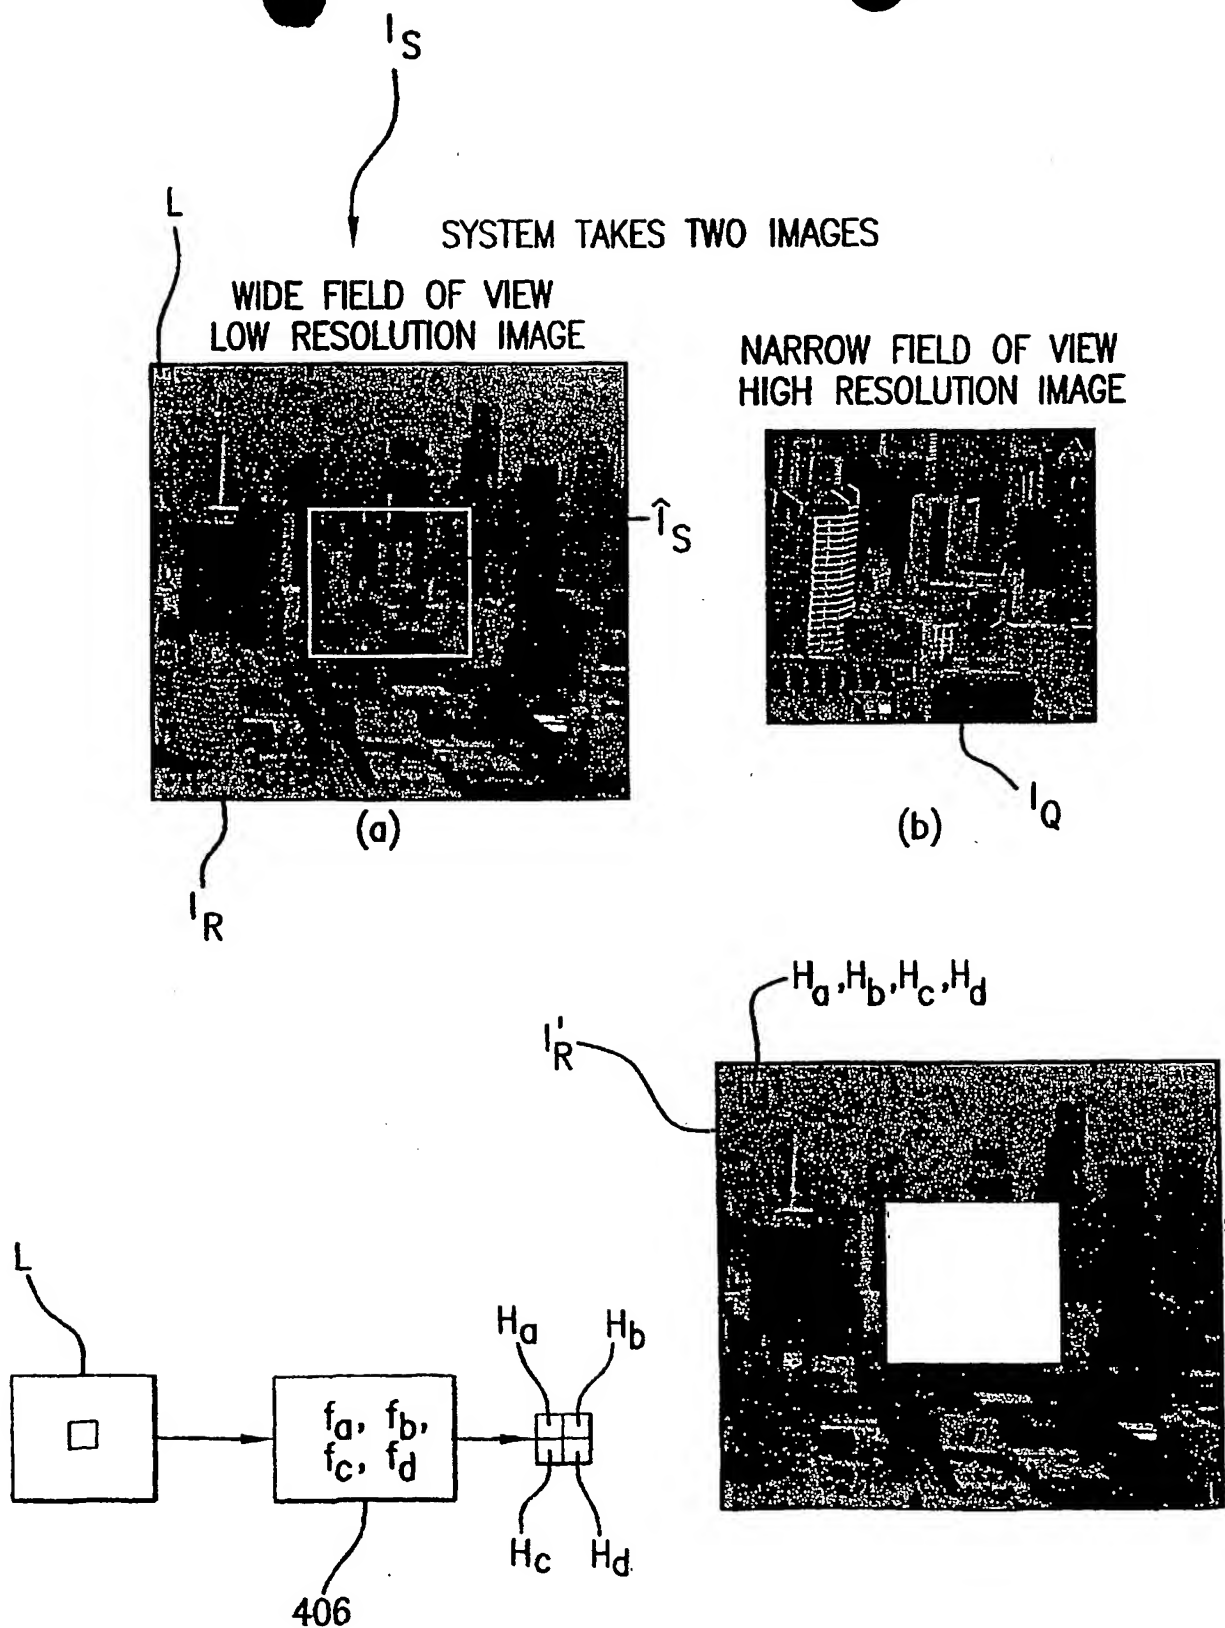 I_S
L
SYSTEM TAKES TWO IMAGES
WIDE FIELD OF VIEW
LOW RESOLUTION IMAGE
NARROW FIELD OF VIEW
HIGH RESOLUTION IMAGE
Î_S
I_Q
(a)
(b)
I_R
H_a, H_b, H_c, H_d
I'_R
L
H_a
H_b
f_a, f_b,
f_c, f_d
H_c
H_d
406